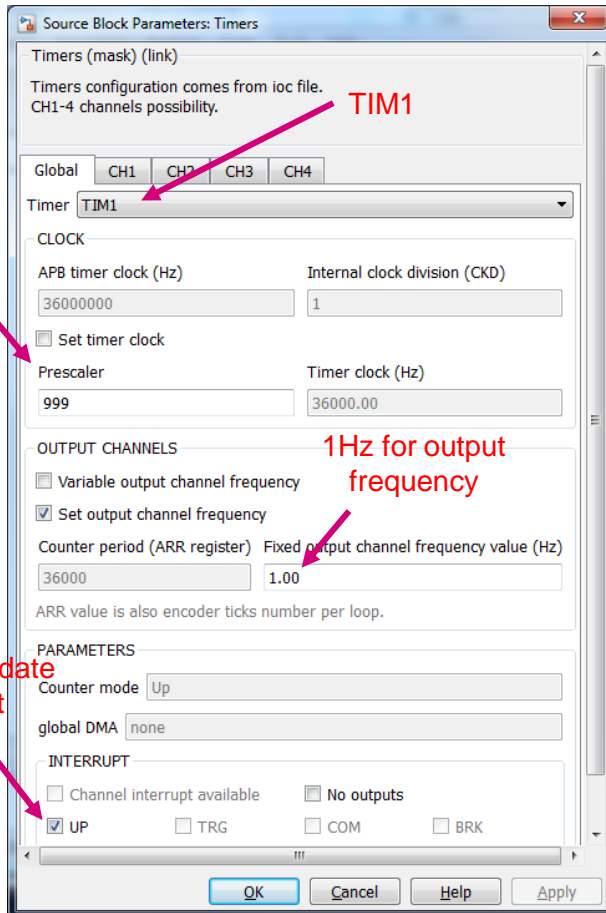 Source Block Parameters: Timers
Timers (mask) (link)
Timers configuration comes from ioc file.
CH1-4 channels possibility.
TIM1
Global CH1 CH2 CH3 CH4
Timer TIM1
CLOCK
APB timer clock (Hz) Internal clock division (CKD)
36000000 1
Set timer clock
Prescaler Timer clock (Hz)
999 36000.00
OUTPUT CHANNELS
1Hz for output
frequency
Variable output channel frequency
Set output channel frequency
Counter period (ARR register) Fixed output channel frequency value (Hz)
36000 1.00
ARR value is also encoder ticks number per loop.
PARAMETERS
date
t
Counter mode Up
global DMA none
INTERRUPT
Channel interrupt available No outputs
UP TRG COM BRK
OK Cancel Help Apply